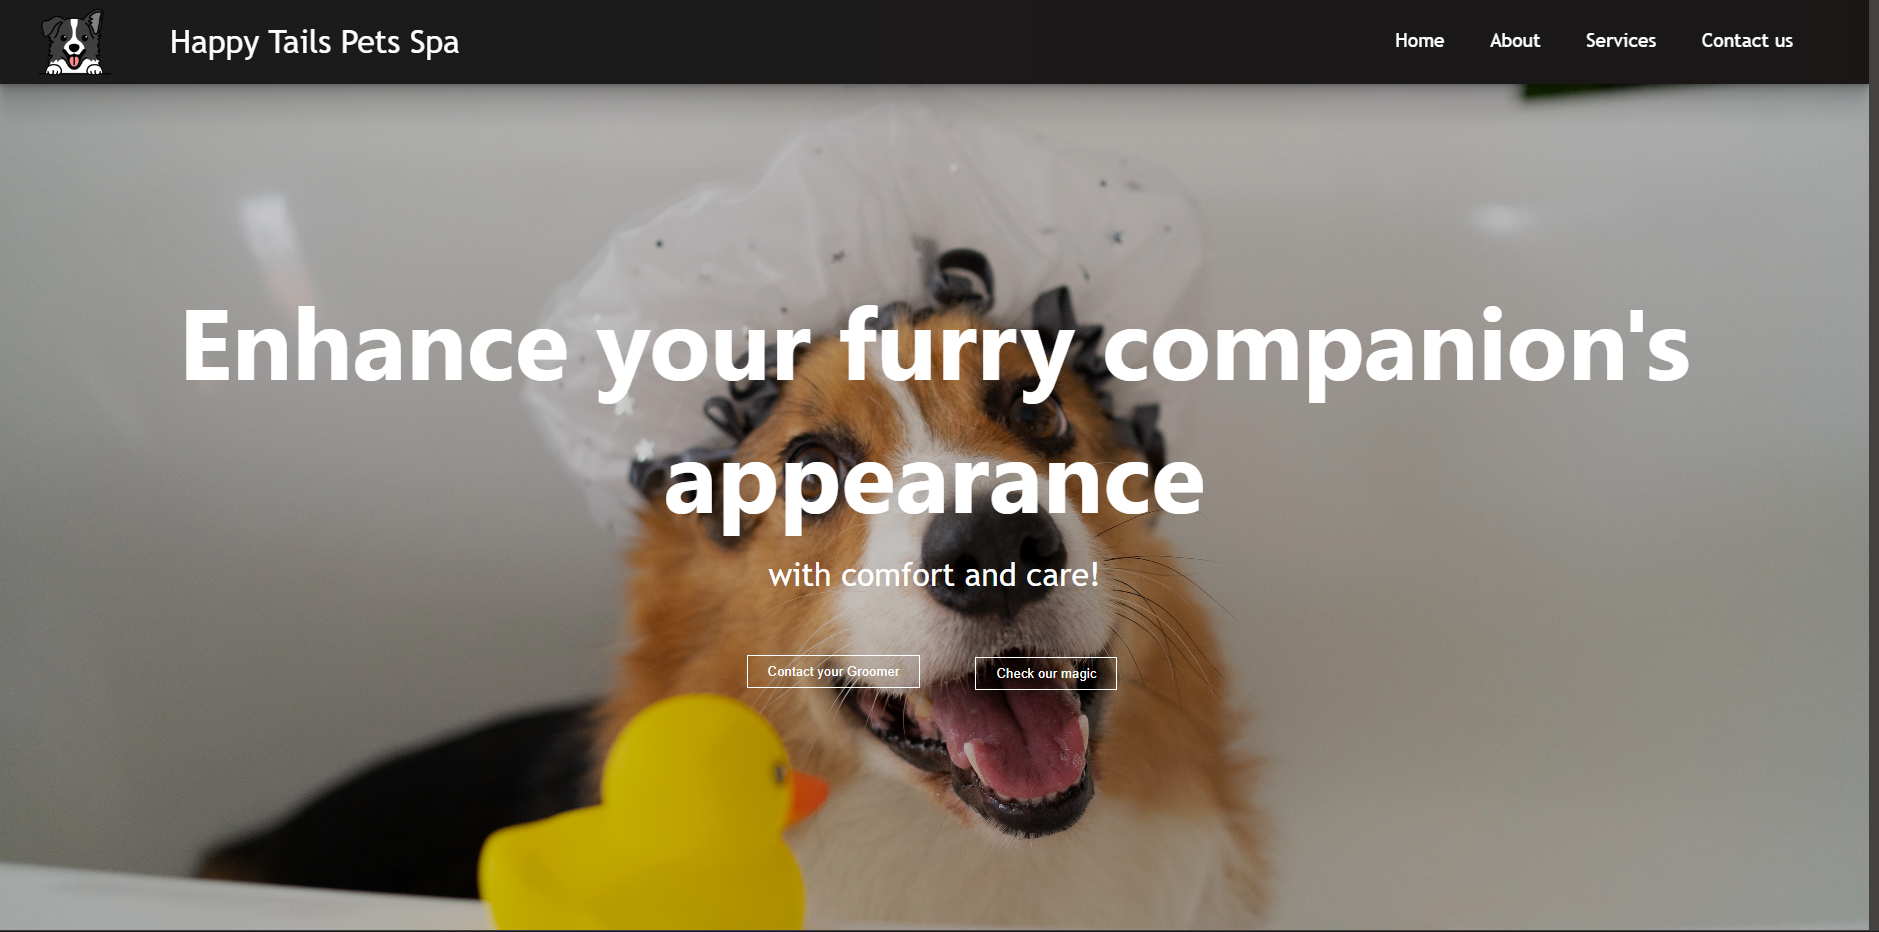 Happy Tails Pets Spa
Home About Services Contact us
Enhance your furry companion's
appearance
with comfort and care!
Contact your Groomer
Check our magic